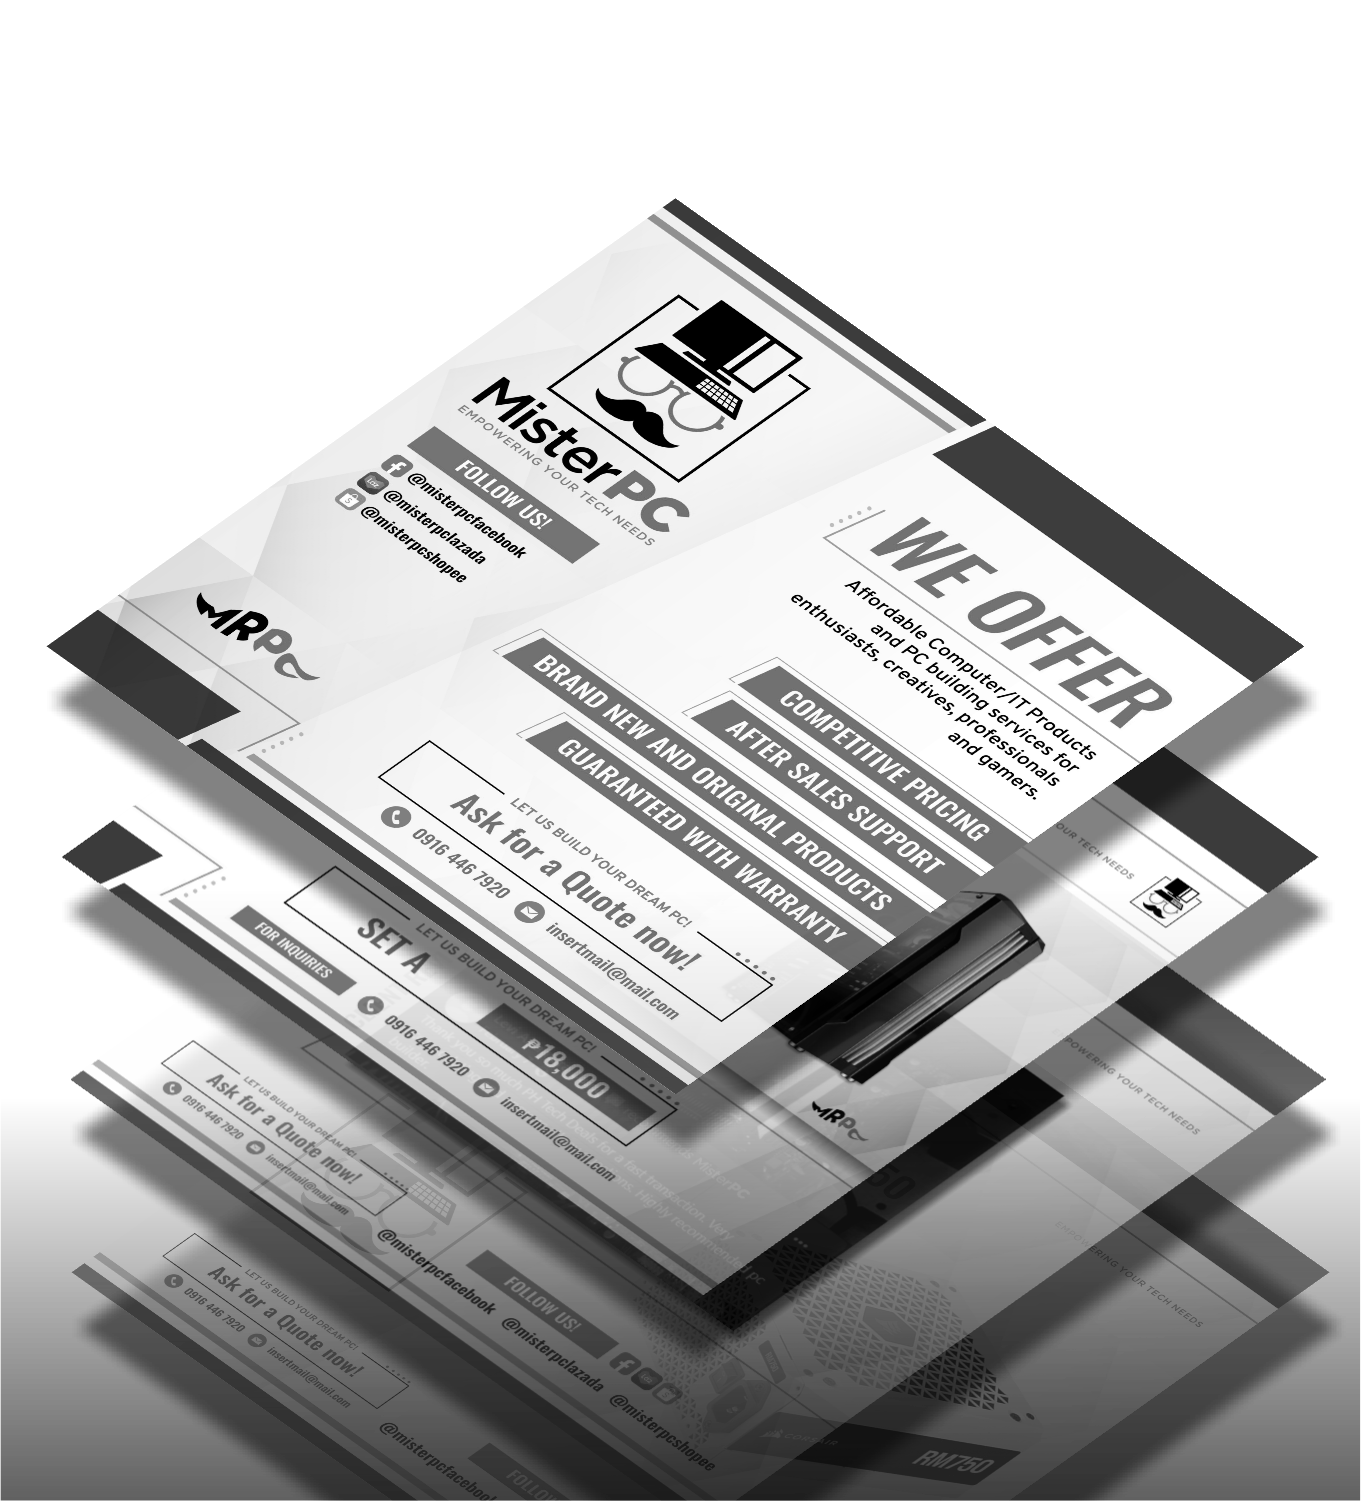 MisterPC
EMPOWERING YOUR TECH NEEDS
FOLLOW US!
@misterpcfacebook
@misterpclazada
@misterpcshopee
MRPC
WE OFFER
Affordable Computer/IT Products
and PC building services for
enthusiasts, creatives, professionals
and gamers.
COMPETITIVE PRICING
AFTER SALES SUPPORT
BRAND NEW AND ORIGINAL PRODUCTS
GUARANTEED WITH WARRANTY
LET US BUILD YOUR DREAM PC!
Ask for a Quote now!
0916 446 7920
insertmail@mail.com
OUR TECH NEEDS
SET A
LET US BUILD YOUR DREAM PC!
₱18,000
FOR INQUIRIES
0916 446 7920
insertmail@mail.com
MRPC
POWERING YOUR TECH NEEDS
LET US BUILD YOUR DREAM PC!
Ask for a Quote now!
0916 446 7920
insertmail@mail.com
@misterpcfacebook
FOLLOW US!
@misterpclazada
@misterpcshopee
EMPOWERING YOUR TECH NEEDS
LET US BUILD YOUR DREAM PC!
Ask for a Quote now!
0916 446 7920
insertmail@mail.com
@misterpcfacebook
FOLLOW
CORSAIR
RM750